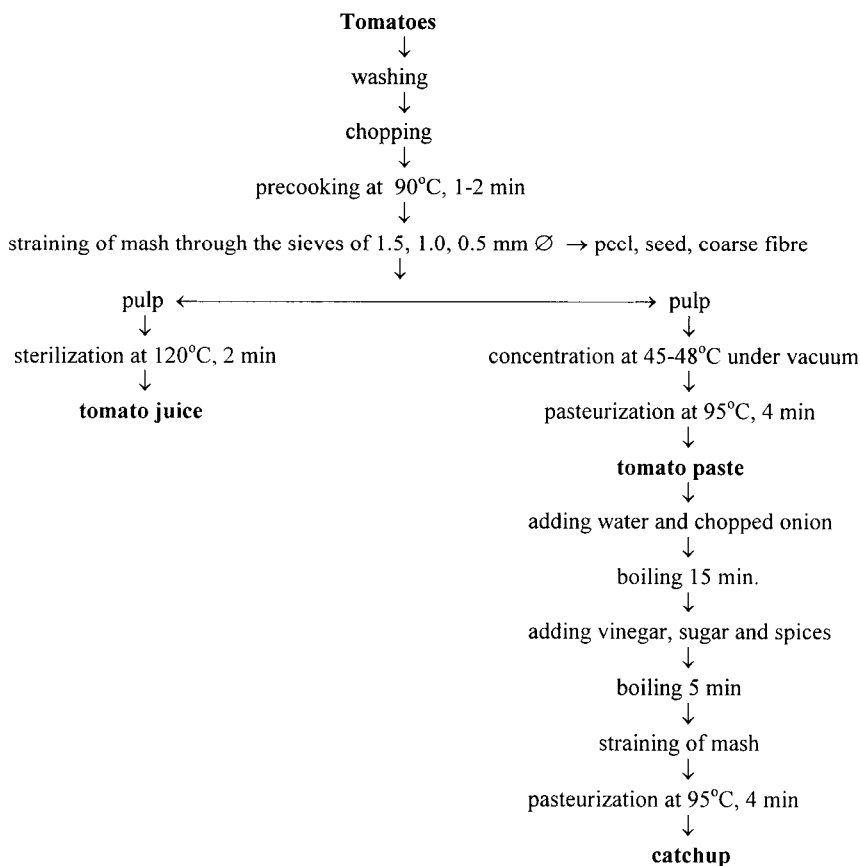 Tomatoes
↓
washing
↓
chopping
↓
precooking at 90°C, 1-2 min
↓
straining of mash through the sieves of 1.5, 1.0, 0.5 mm ∅ → pccl, seed, coarse fibre
↓
pulp ←→ pulp
↓ ↓
sterilization at 120°C, 2 min concentration at 45-48°C under vacuum
↓ ↓
tomato juice pasteurization at 95°C, 4 min
↓
tomato paste
↓
adding water and chopped onion
↓
boiling 15 min.
↓
adding vinegar, sugar and spices
↓
boiling 5 min
↓
straining of mash
↓
pasteurization at 95°C, 4 min
↓
catchup